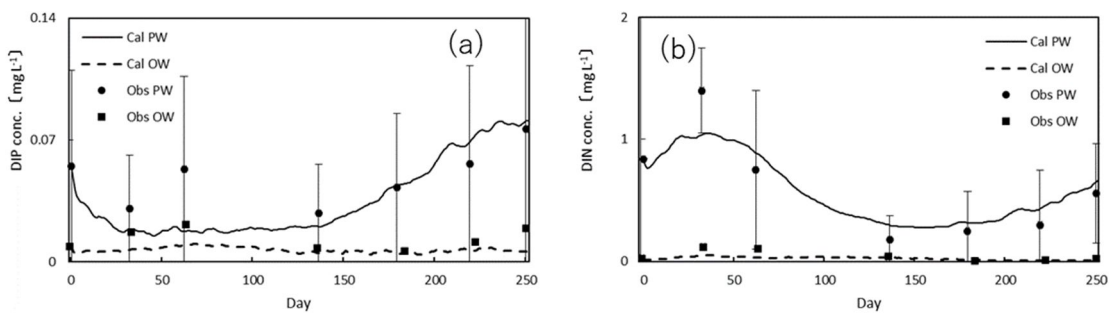 0.14
0.07
0
DIP conc. [mg L-1]
(a)
Cal PW
Cal OW
Obs PW
Obs OW
0 50 100 150 200 250
Day
2
1
0
DIN conc. [mg L-1]
(b)
Cal PW
Cal OW
Obs PW
Obs OW
0 50 100 150 200 250
Day